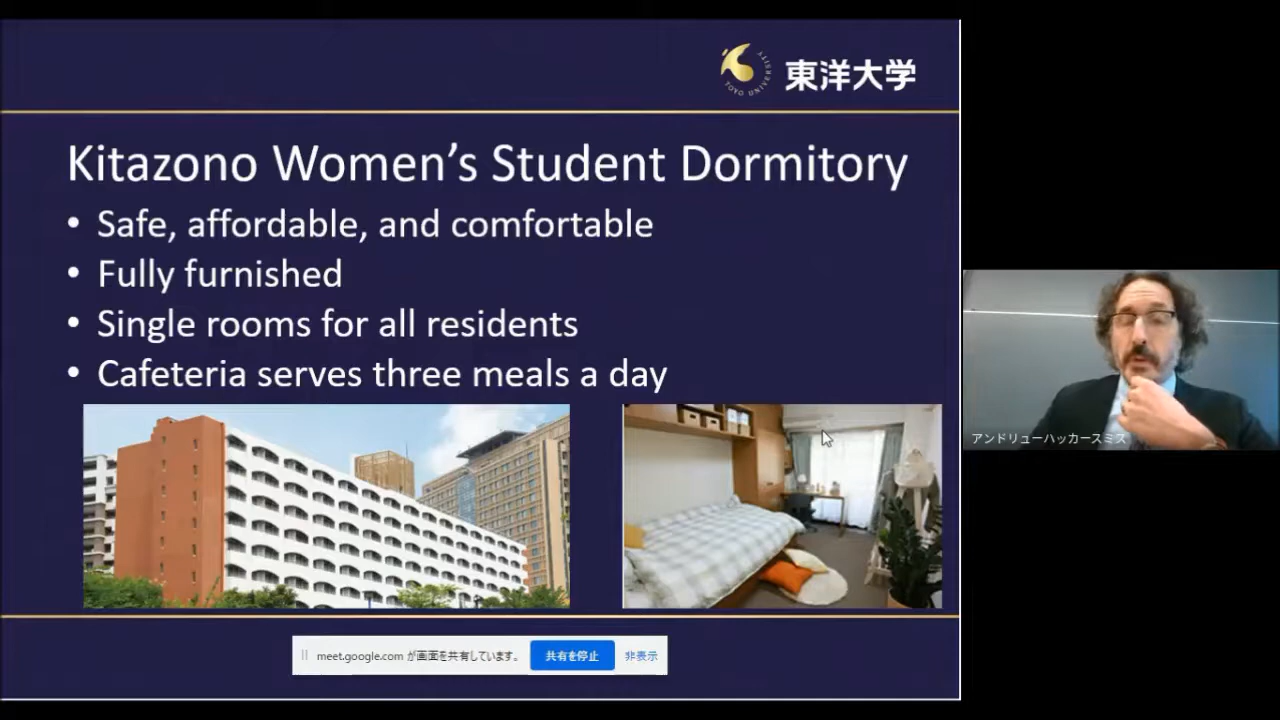 TOYO UNIVERSITY
東洋大学
Kitazono Women’s Student Dormitory
• Safe, affordable, and comfortable
• Fully furnished
• Single rooms for all residents
• Cafeteria serves three meals a day
アンドリューハッカースミス
meet.google.com が画面を共有しています。 共有を停止 非表示